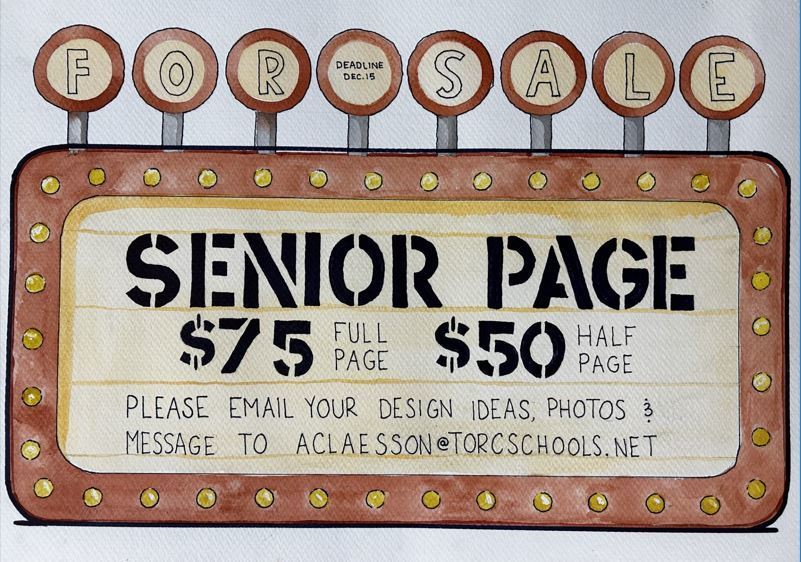 FOR SALE
DEADLINE
DEC. 15
SENIOR PAGE
$75 FULL PAGE $50 HALF PAGE
PLEASE EMAIL YOUR DESIGN IDEAS, PHOTOS &
MESSAGE TO ACLAESSON@TORCSCHOOLS.NET